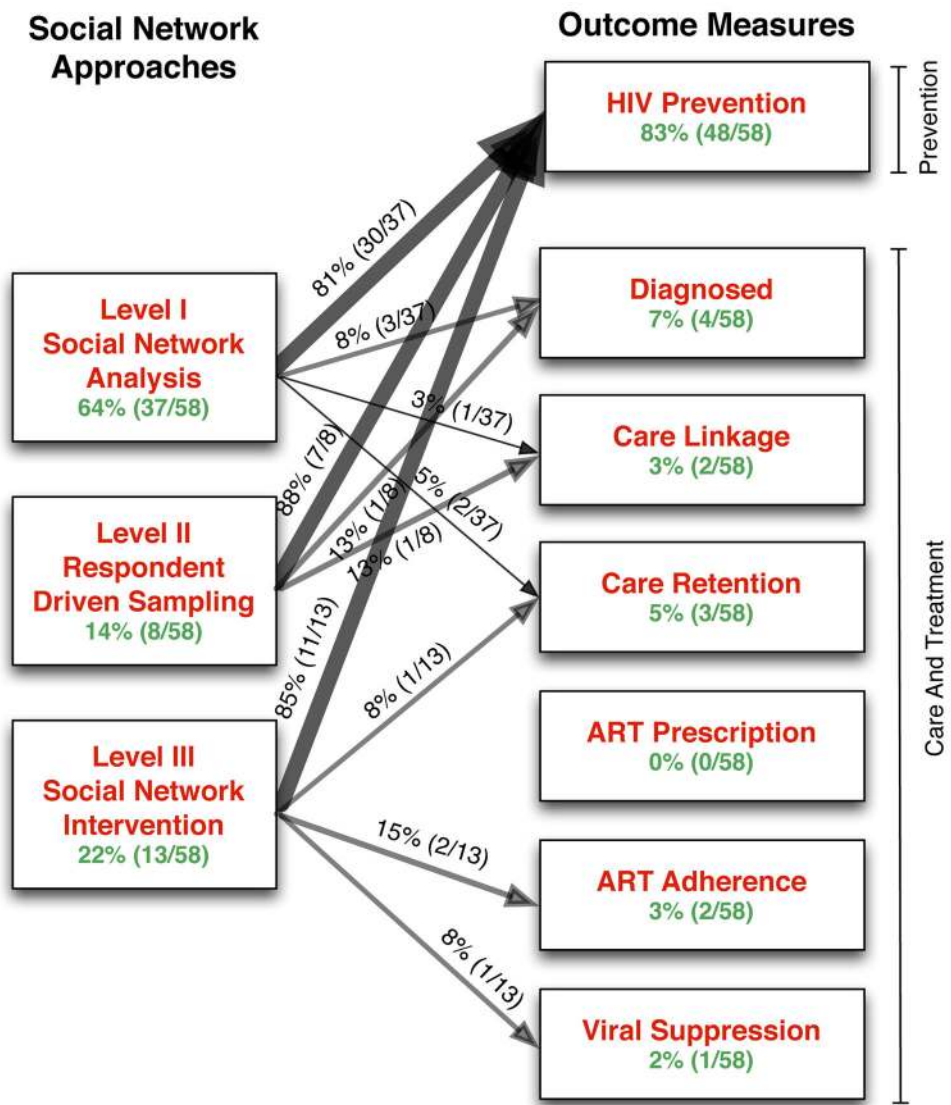 Social Network
Approaches
Outcome Measures
HIV Prevention
83% (48/58)
Prevention
81% (30/37)
Level I
Social Network
Analysis
64% (37/58)
8% (3/37)
Diagnosed
7% (4/58)
3% (1/37)
Care Linkage
3% (2/58)
88% (7/8)
5% (2/37)
13% (1/8)
13% (1/8)
Level II
Respondent
Driven Sampling
14% (8/58)
Care Retention
5% (3/58)
85% (11/13)
8% (1/13)
Care And Treatment
ART Prescription
0% (0/58)
Level III
Social Network
Intervention
22% (13/58)
15% (2/13)
ART Adherence
3% (2/58)
8% (1/13)
Viral Suppression
2% (1/58)